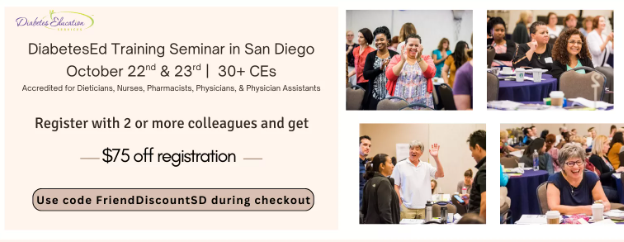 Diabetes Education
SERVICES
DiabetesEd Training Seminar in San Diego
October 22nd & 23rd | 30+ CEs
Accredited for Dieticians, Nurses, Pharmacists, Physicians, & Physician Assistants
Register with 2 or more colleagues and get
$75 off registration
Use code FriendDiscountSD during checkout